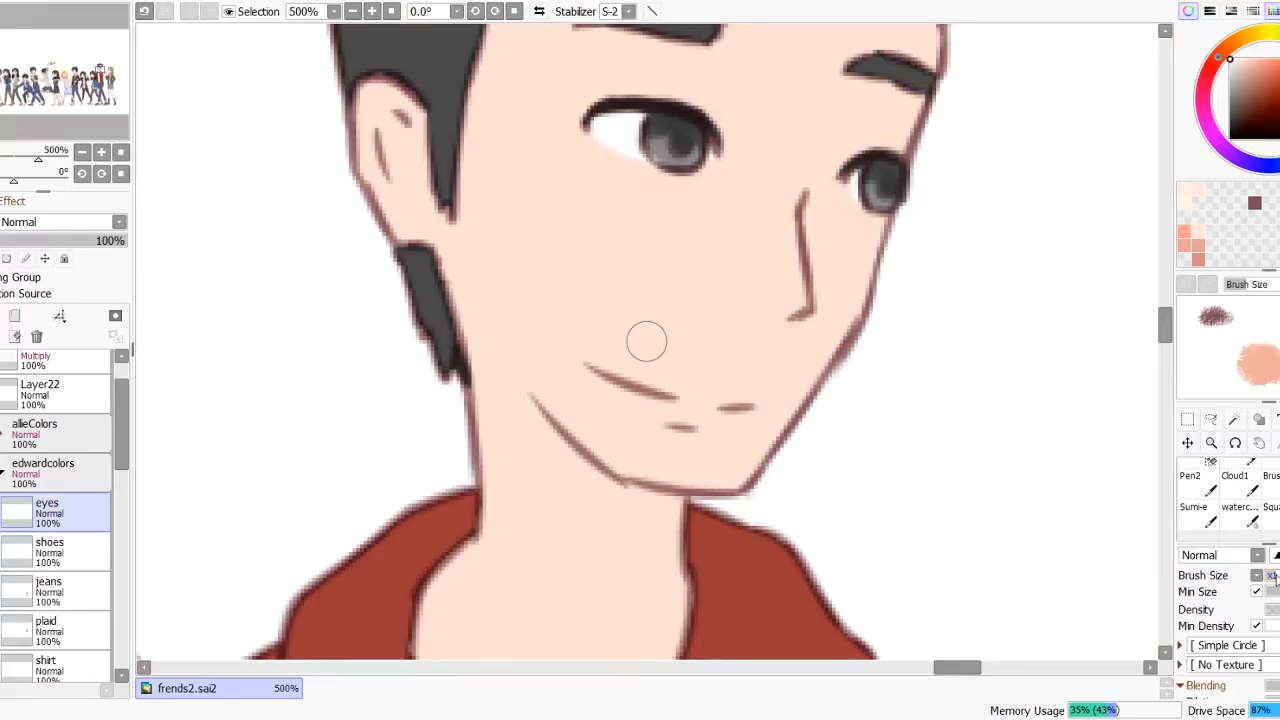 Selection 500% 0.0° Stabilizer S-2
500%
0°
Effect
Normal
100%
ng Group
tion Source
Multiply
100%
Layer22
Normal
100%
allieColors
Normal
100%
edwardcolors
Normal
100%
eyes
Normal
100%
shoes
Normal
100%
jeans
Normal
100%
plaid
Normal
100%
shirt
Normal
Brush Size
Pen2 Cloud1 Brus
Sumi-e waterc... Squa
Normal
Brush Size
Min Size
Density
Min Density
[ Simple Circle ]
[ No Texture ]
Blending
frends2.sai2 500%
Memory Usage 35% (43%) Drive Space 87%